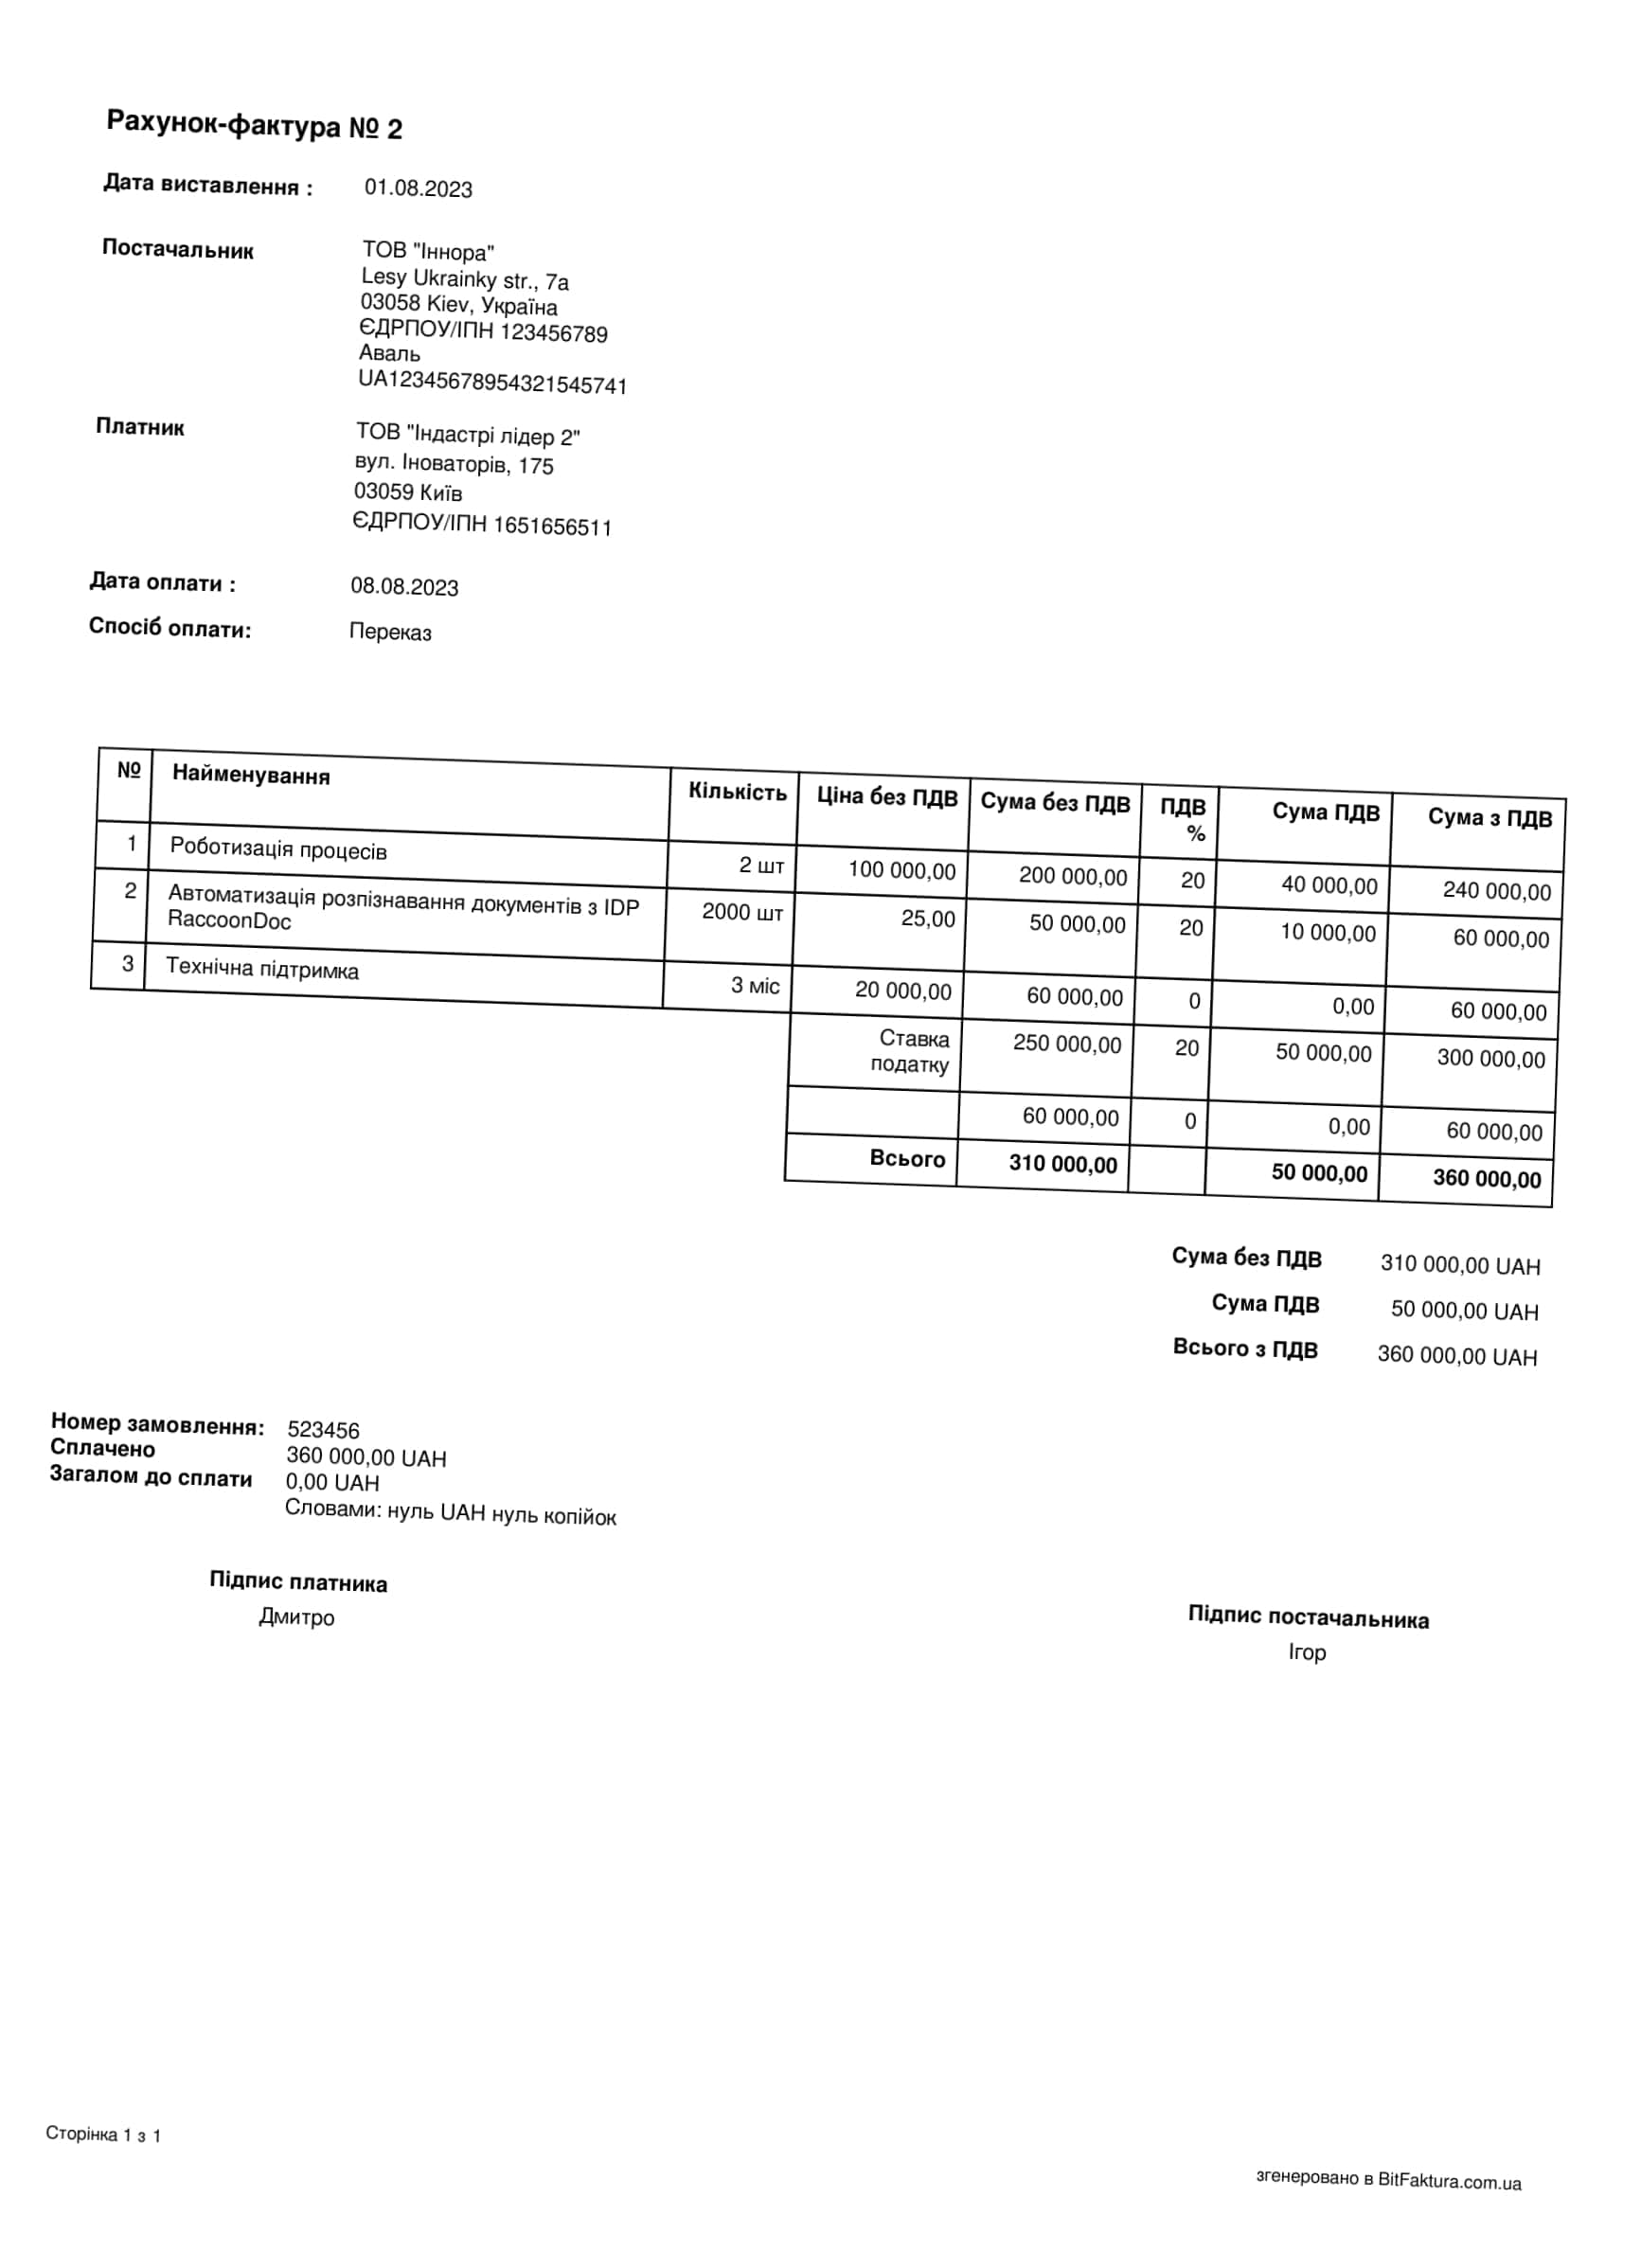 Рахунок-фактура № 2
Дата виставлення : 01.08.2023
Постачальник ТОВ "Іннора"
Lesy Ukrainky str., 7a
03058 Kiev, Україна
ЄДРПОУ/ІПН 123456789
Аваль
UA12345678954321545741
Платник ТОВ "Індастрі лідер 2"
вул. Іноваторів, 175
03059 Київ
ЄДРПОУ/ІПН 1651656511
Дата оплати : 08.08.2023
Спосіб оплати: Переказ
№ Найменування Кількість Ціна без ПДВ Сума без ПДВ ПДВ % Сума ПДВ Сума з ПДВ
1 Роботизація процесів 2 шт 100 000,00 200 000,00 20 40 000,00 240 000,00
2 Автоматизація розпізнавання документів з IDP 2000 шт 25,00 50 000,00 20 10 000,00 60 000,00
RaccoonDoc
3 Технічна підтримка 3 міс 20 000,00 60 000,00 0 0,00 60 000,00
Ставка податку 250 000,00 20 50 000,00 300 000,00
60 000,00 0 0,00 60 000,00
Всього 310 000,00 50 000,00 360 000,00
Сума без ПДВ 310 000,00 UAH
Сума ПДВ 50 000,00 UAH
Всього з ПДВ 360 000,00 UAH
Номер замовлення: 523456
Сплачено 360 000,00 UAH
Загалом до сплати 0,00 UAH
Словами: нуль UAH нуль копійок
Підпис платника
Дмитро
Підпис постачальника
Ігор
Сторінка 1 з 1
згенеровано в BitFaktura.com.ua